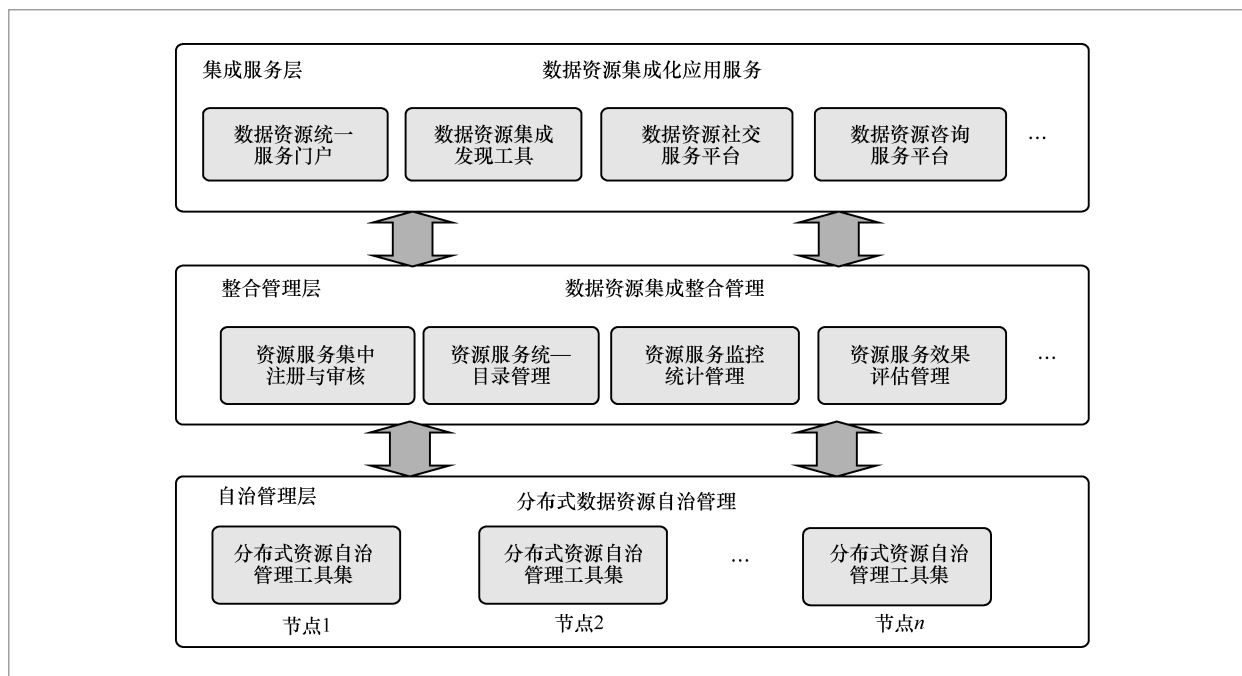 集成服务层
数据资源集成化应用服务
数据资源统一
服务门户
数据资源集成
发现工具
数据资源社交
服务平台
数据资源咨询
服务平台
…
整合管理层
数据资源集成整合管理
资源服务集中
注册与审核
资源服务统—
目录管理
资源服务监控
统计管理
资源服务效果
评估管理
…
自治管理层
分布式数据资源自治管理
分布式资源自治
管理工具集
分布式资源自治
管理工具集
…
分布式资源自治
管理工具集
节点1
节点2
节点n